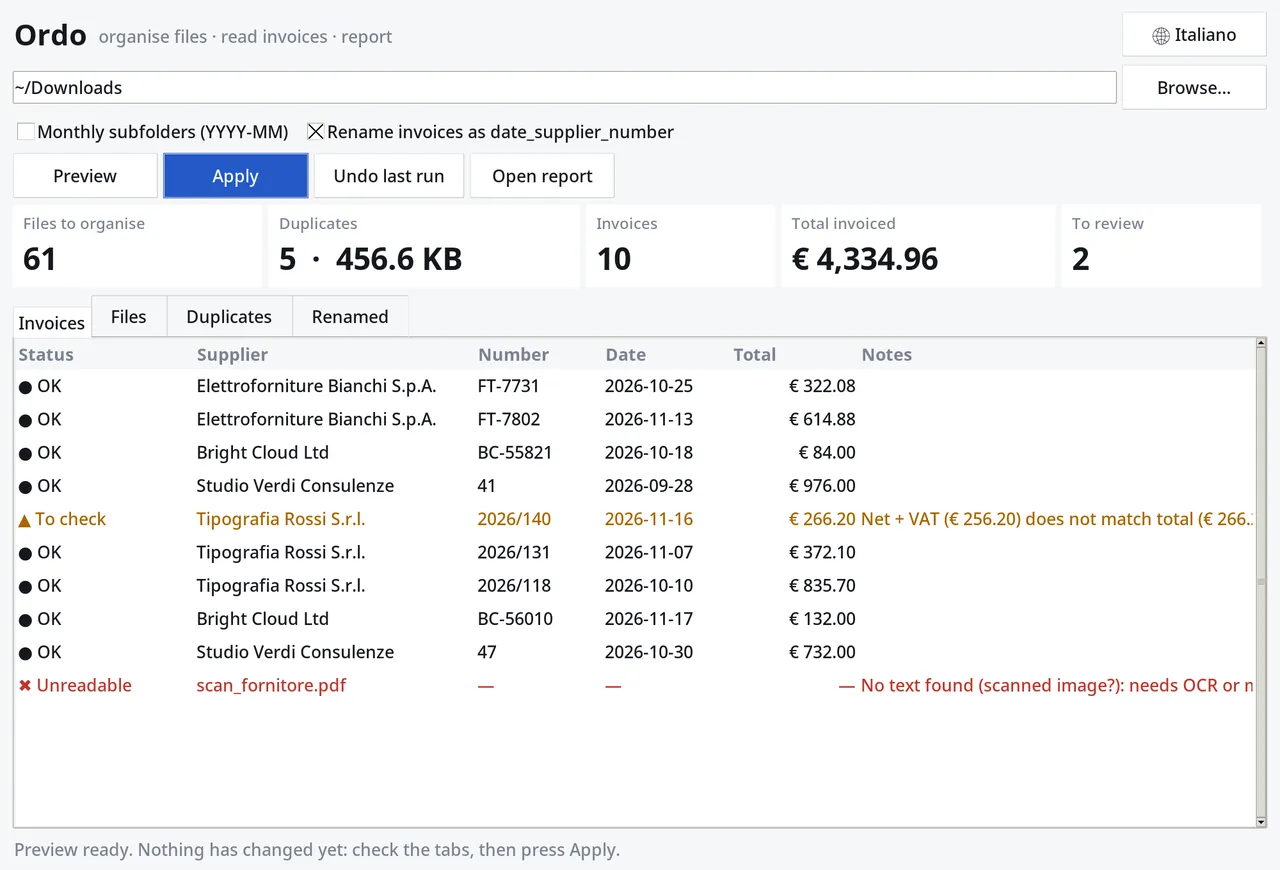 Ordo organise files · read invoices · report Italiano
~/Downloads Browse...
Monthly subfolders (YYYY-MM) Rename invoices as date_supplier_number
Preview Apply Undo last run Open report
Files to organise Duplicates Invoices Total invoiced To review
61 5 · 456.6 KB 10 € 4,334.96 2
Invoices Files Duplicates Renamed
Status Supplier Number Date Total Notes
● OK Elettroforniture Bianchi S.p.A. FT-7731 2026-10-25 € 322.08
● OK Elettroforniture Bianchi S.p.A. FT-7802 2026-11-13 € 614.88
● OK Bright Cloud Ltd BC-55821 2026-10-18 € 84.00
● OK Studio Verdi Consulenze 41 2026-09-28 € 976.00
▲ To check Tipografia Rossi S.r.l. 2026/140 2026-11-16 € 266.20 Net + VAT (€ 256.20) does not match total (€ 266.
● OK Tipografia Rossi S.r.l. 2026/131 2026-11-07 € 372.10
● OK Tipografia Rossi S.r.l. 2026/118 2026-10-10 € 835.70
● OK Bright Cloud Ltd BC-56010 2026-11-17 € 132.00
● OK Studio Verdi Consulenze 47 2026-10-30 € 732.00
✖ Unreadable scan_fornitore.pdf — — — No text found (scanned image?): needs OCR or
Preview ready. Nothing has changed yet: check the tabs, then press Apply.